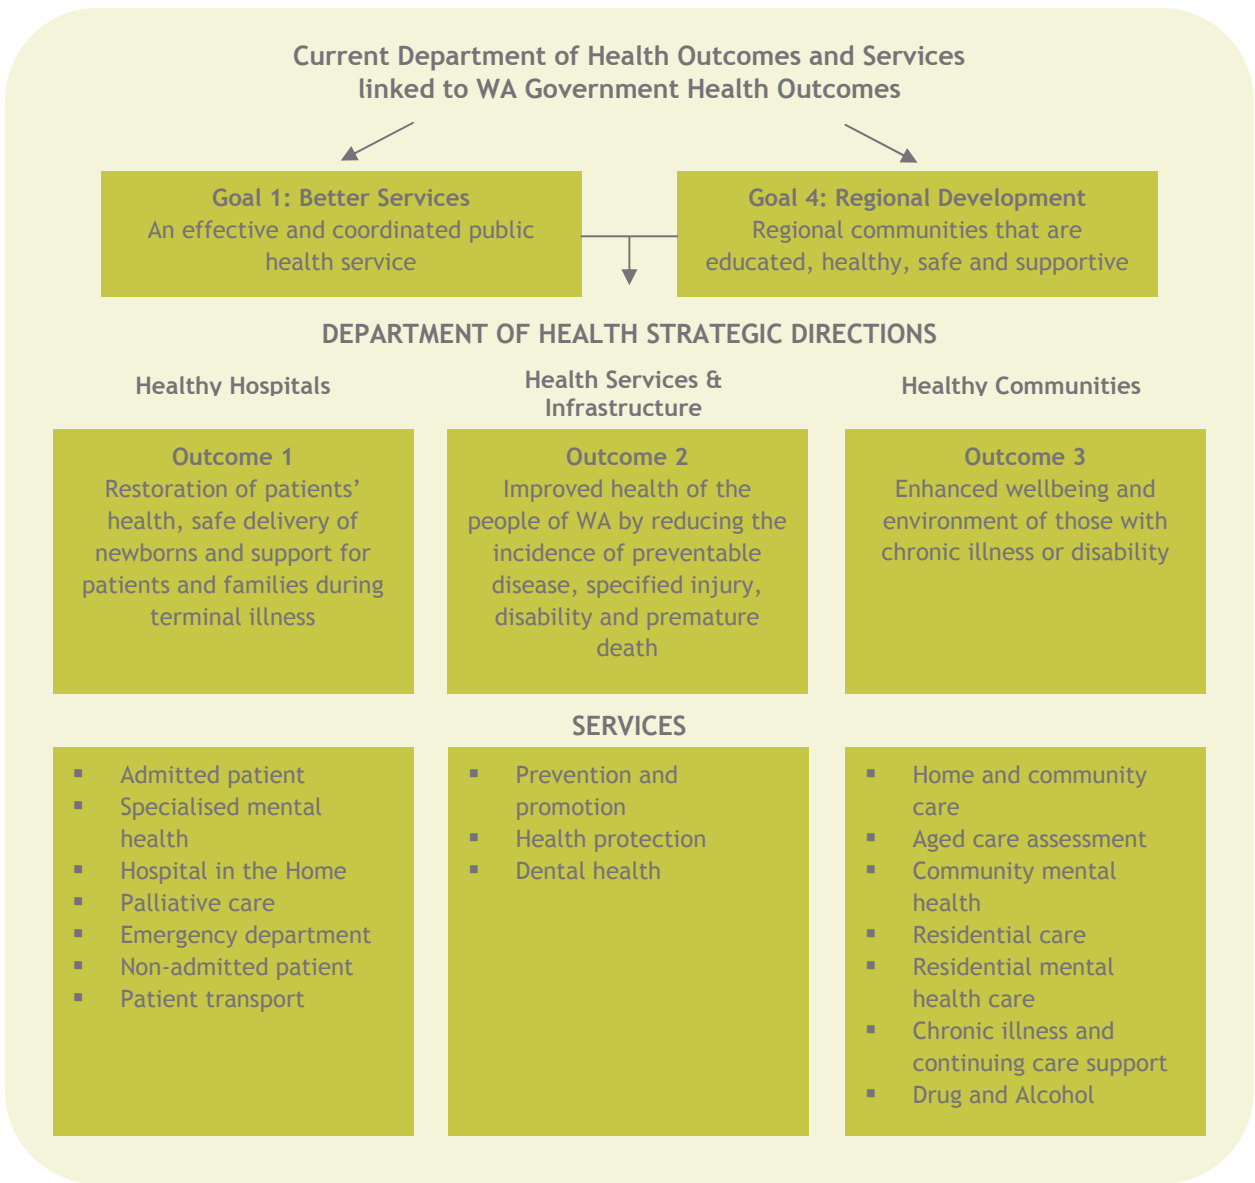 Current Department of Health Outcomes and Services
linked to WA Government Health Outcomes
Goal 1: Better Services
An effective and coordinated public
health service
Goal 4: Regional Development
Regional communities that are
educated, healthy, safe and supportive
DEPARTMENT OF HEALTH STRATEGIC DIRECTIONS
Healthy Hospitals
Health Services &
Infrastructure
Healthy Communities
Outcome 1
Restoration of patients’
health, safe delivery of
newborns and support for
patients and families during
terminal illness
Outcome 2
Improved health of the
people of WA by reducing the
incidence of preventable
disease, specified injury,
disability and premature
death
Outcome 3
Enhanced wellbeing and
environment of those with
chronic illness or disability
SERVICES
▪ Admitted patient
▪ Specialised mental
health
▪ Hospital in the Home
▪ Palliative care
▪ Emergency department
▪ Non-admitted patient
▪ Patient transport
▪ Prevention and
promotion
▪ Health protection
▪ Dental health
▪ Home and community
care
▪ Aged care assessment
▪ Community mental
health
▪ Residential care
▪ Residential mental
health care
▪ Chronic illness and
continuing care support
▪ Drug and Alcohol